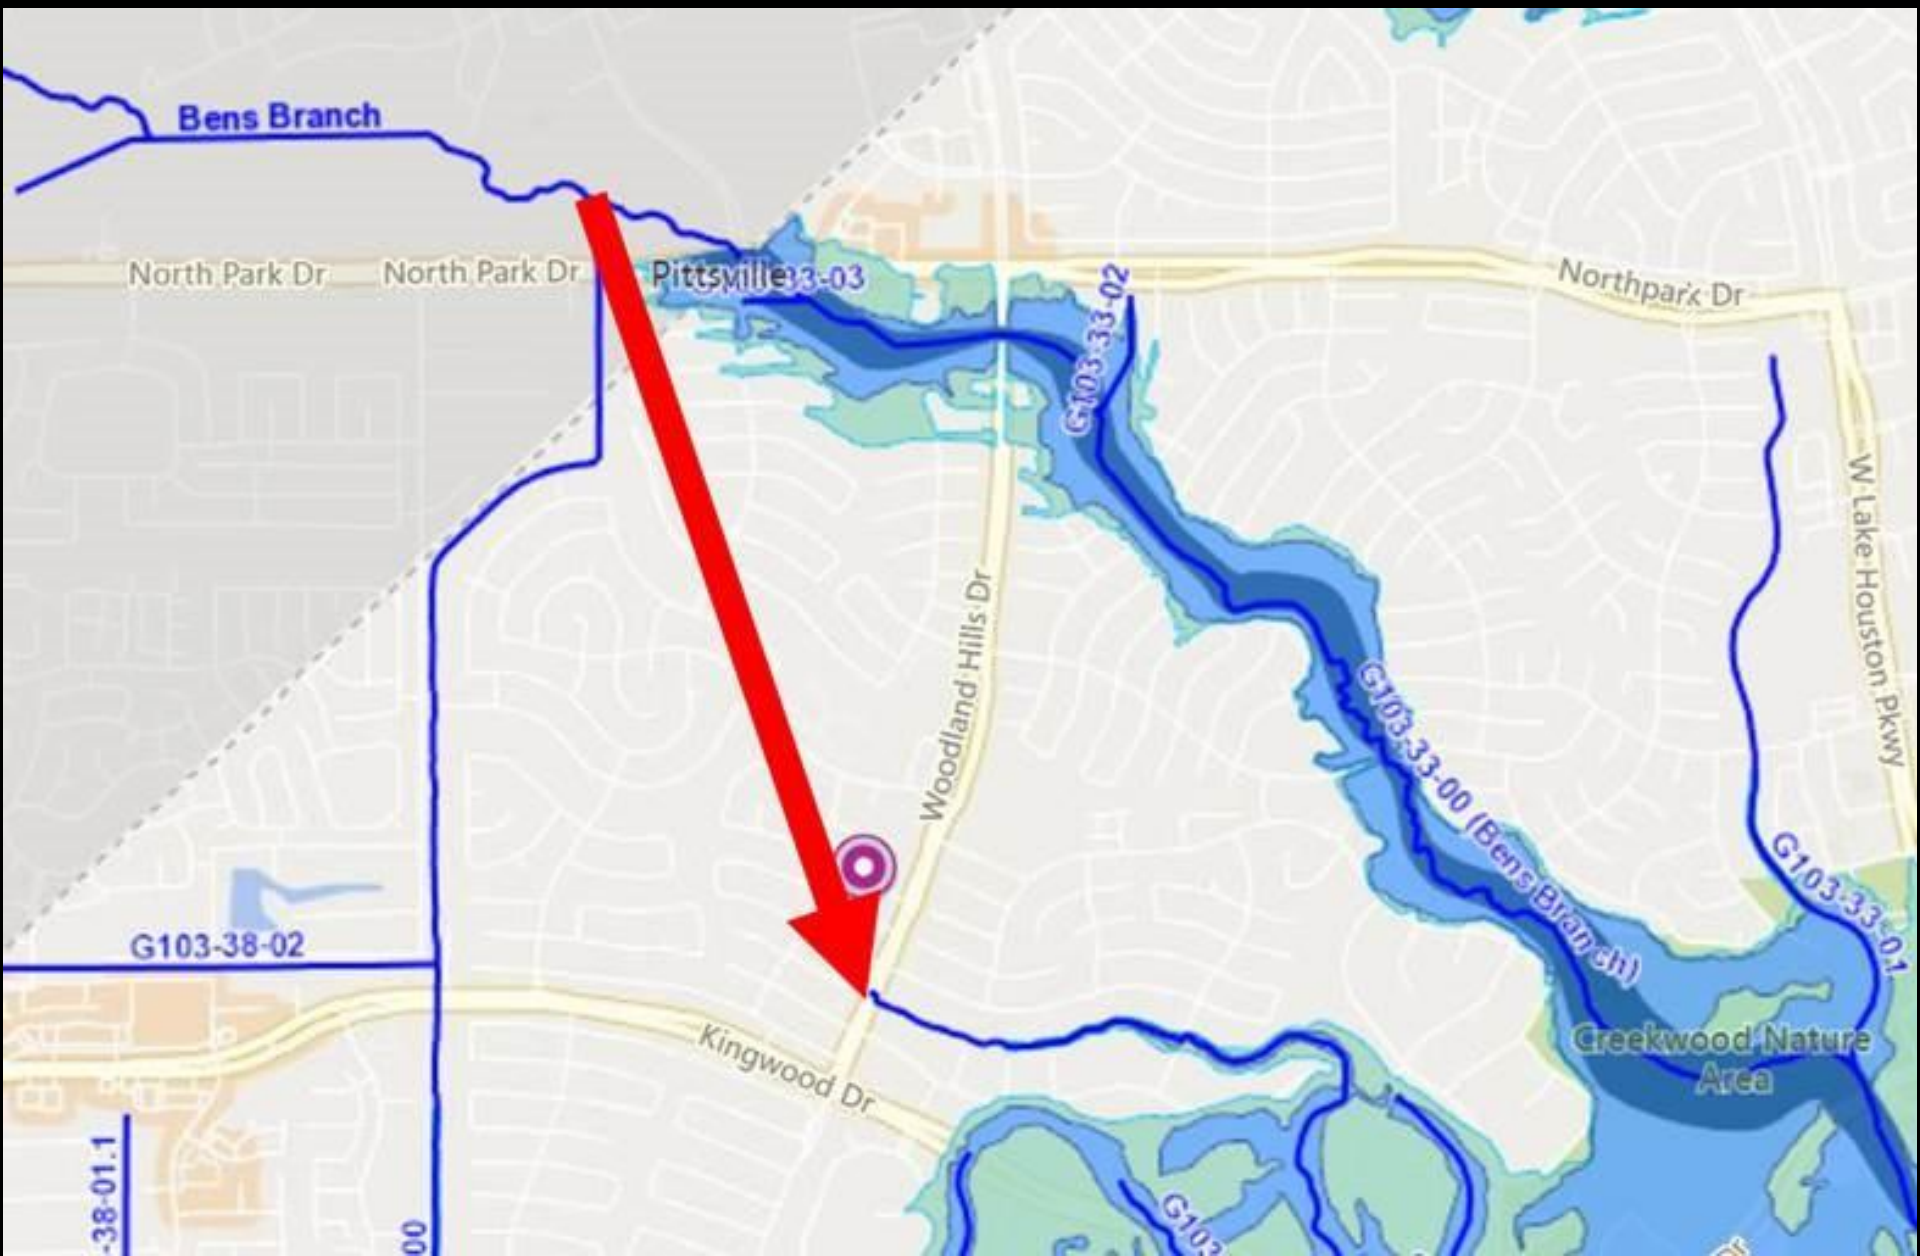 Bens Branch
North Park Dr
North Park Dr
Pittsville
33-03
G103-33-02
Northpark Dr
W Lake Houston Pkwy
Woodland Hills Dr
G103-33-00 (Bens Branch)
G103-33-01
G103-38-02
Kingwood Dr
Creekwood Nature
Area
-38-01.1
00
G103
Dr